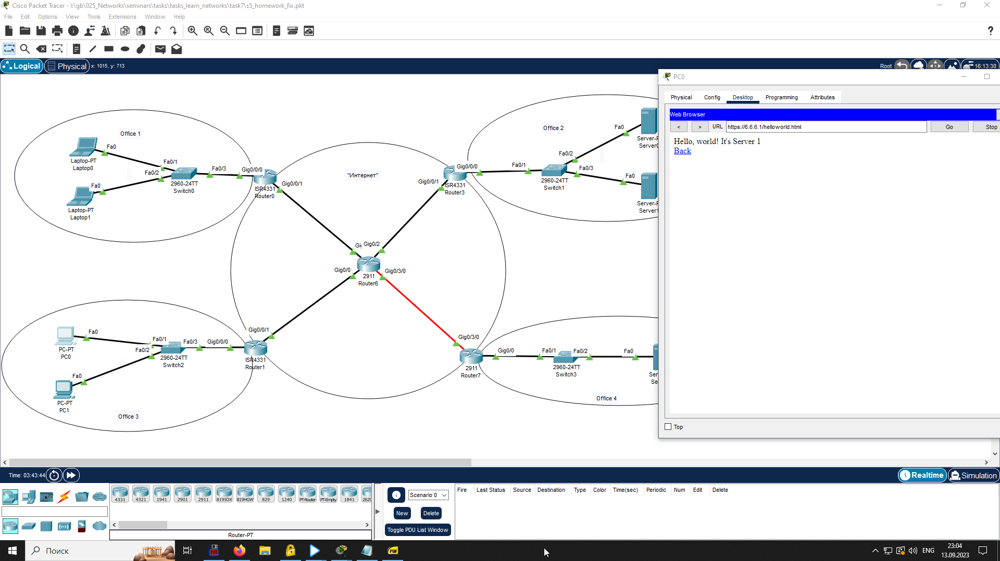 Cisco Packet Tracer - I:\gb\025_Networks\seminars\tasks\tasks_learn_networks\task7\s5_homework_fix.pkt
File Edit Options View Tools Extensions Window Help
?
Logical Physical x: 1015, y: 713
Root 16:13:30
PC0
Physical Config Desktop Programming Attributes
Web Browser
< > URL https://6.6.6.1/helloworld.html Go Stop
Hello, world! It's Server 1
Back
Top
Office 1
Fa0
Laptop-PT
Laptop0
Fa0/1
Fa0/2
Fa0/3
Gig0/0/0
2960-24TT
Switch0
Fa0
Laptop-PT
Laptop1
Gig0/0/1
ISR4331
Router0
"Интернет"
Office 2
Fa0
Server0
Fa0/2
Gig0/0/0
Fa0/1
Fa0/3
Fa0
Gig0/0/1
ISR4331
Router3
2960-24TT
Switch1
Server1
Gig0/2
Gig0/0
Gig0/3/0
2911
Router6
Fa0
PC-PT
PC0
Fa0/1
Fa0/2
Fa0/3
Gig0/0/0
Gig0/0/1
2960-24TT
Switch2
ISR4331
Router1
Fa0
PC-PT
PC1
Office 3
Gig0/3/0
Gig0/0
2911
Router7
Fa0/1
Fa0/2
Fa0
2960-24TT
Switch3
Office 4
Time: 03:43:44
Realtime Simulation
4331 4321 1941 2901 2911 819IOX 819HGW 829 1240 PT-Router PT-Empty 1841
Router-PT
Scenario 0
New Delete
Toggle PDU List Window
Fire Last Status Source Destination Type Color Time(sec) Periodic Num Edit Delete
Поиск
PDF
ENG
23:04
13.09.2023